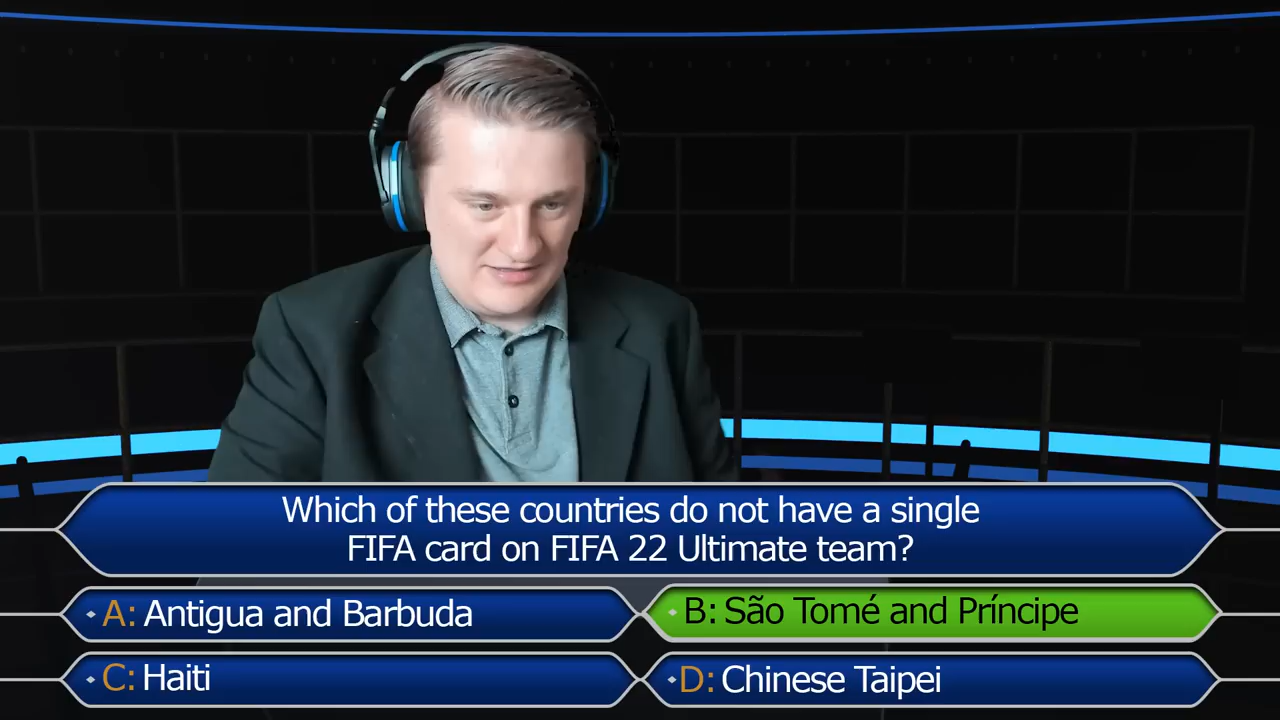 Which of these countries do not have a single
FIFA card on FIFA 22 Ultimate team?
A: Antigua and Barbuda
B: São Tomé and Príncipe
C: Haiti
D: Chinese Taipei